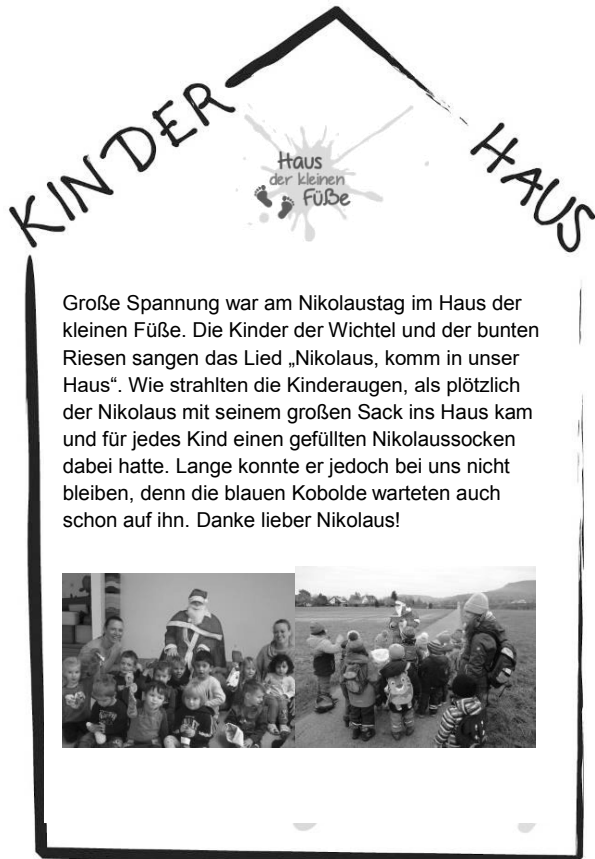 KINDER
HAUS
Haus
der kleinen
Füße
Große Spannung war am Nikolaustag im Haus der
kleinen Füße. Die Kinder der Wichtel und der bunten
Riesen sangen das Lied „Nikolaus, komm in unser
Haus“. Wie strahlten die Kinderaugen, als plötzlich
der Nikolaus mit seinem großen Sack ins Haus kam
und für jedes Kind einen gefüllten Nikolaussocken
dabei hatte. Lange konnte er jedoch bei uns nicht
bleiben, denn die blauen Kobolde warteten auch
schon auf ihn. Danke lieber Nikolaus!